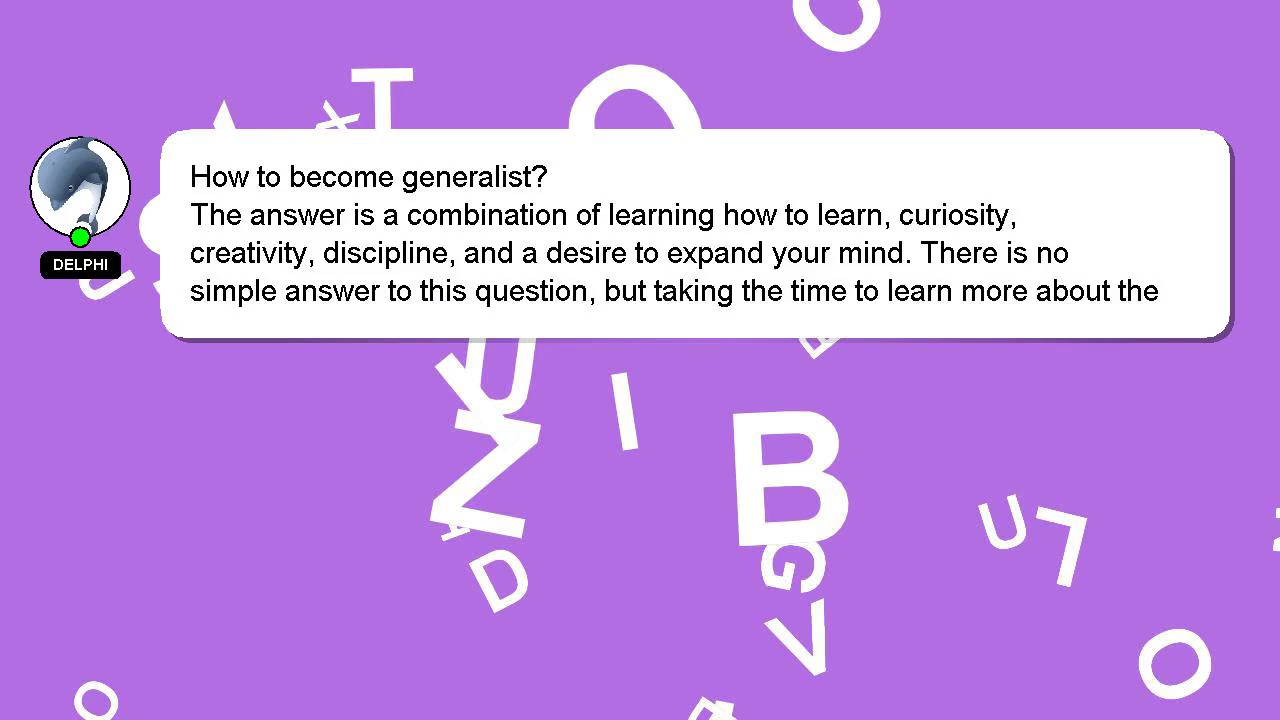 How to become generalist?
The answer is a combination of learning how to learn, curiosity,
creativity, discipline, and a desire to expand your mind. There is no
simple answer to this question, but taking the time to learn more about the
DELPHI
T
X
O
C
U
Z
I
B
D
G
V
U
L
O
O